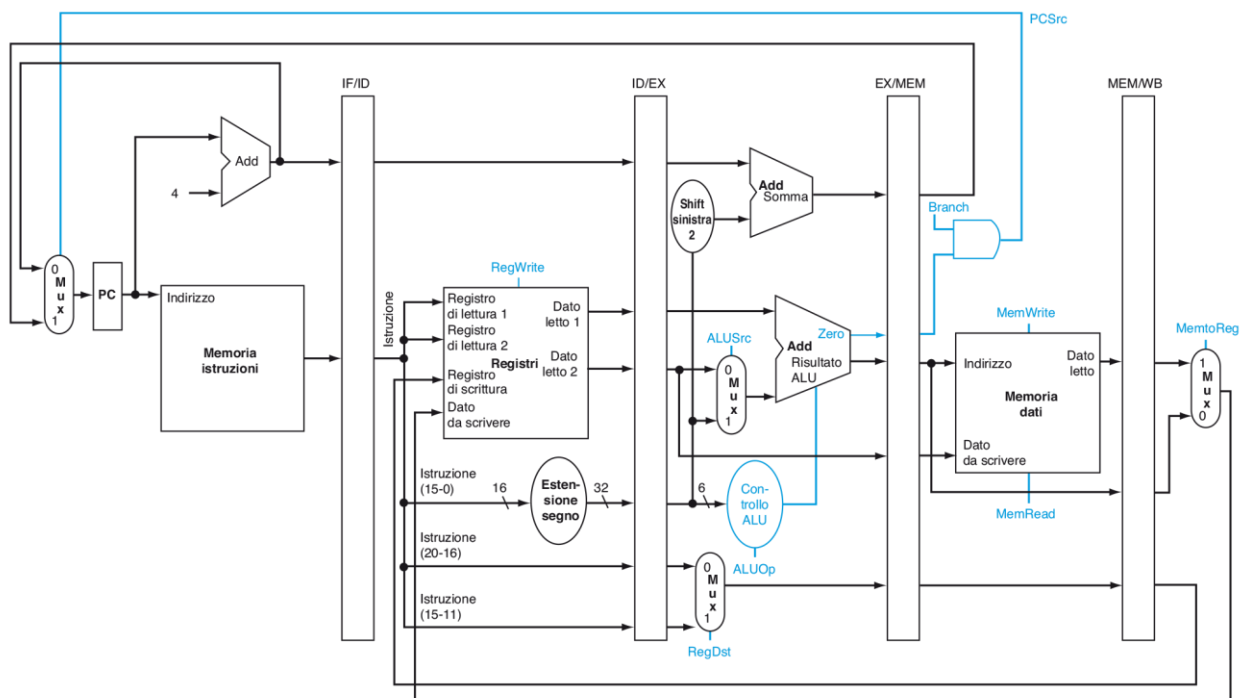 PCSrc
IF/ID
ID/EX
EX/MEM
MEM/WB
Add
4
Add
Somma
Shift
sinistra
2
Branch
RegWrite
0
M
u
x
1
PC
Indirizzo
Memoria
istruzioni
Istruzione
Registro
di lettura 1
Registro
di lettura 2
Registri
Registro
di scrittura
Dato
da scrivere
Dato
letto 1
Dato
letto 2
ALUSrc
0
M
u
x
1
Add
Zero
Risultato
ALU
MemWrite
Indirizzo
Dato
letto
Memoria
dati
Dato
da scrivere
MemRead
MemtoReg
1
M
u
x
0
Istruzione
(15-0)
16
Esten-
sione
segno
32
6
Con-
trollo
ALU
ALUOp
Istruzione
(20-16)
Istruzione
(15-11)
0
M
u
x
1
RegDst